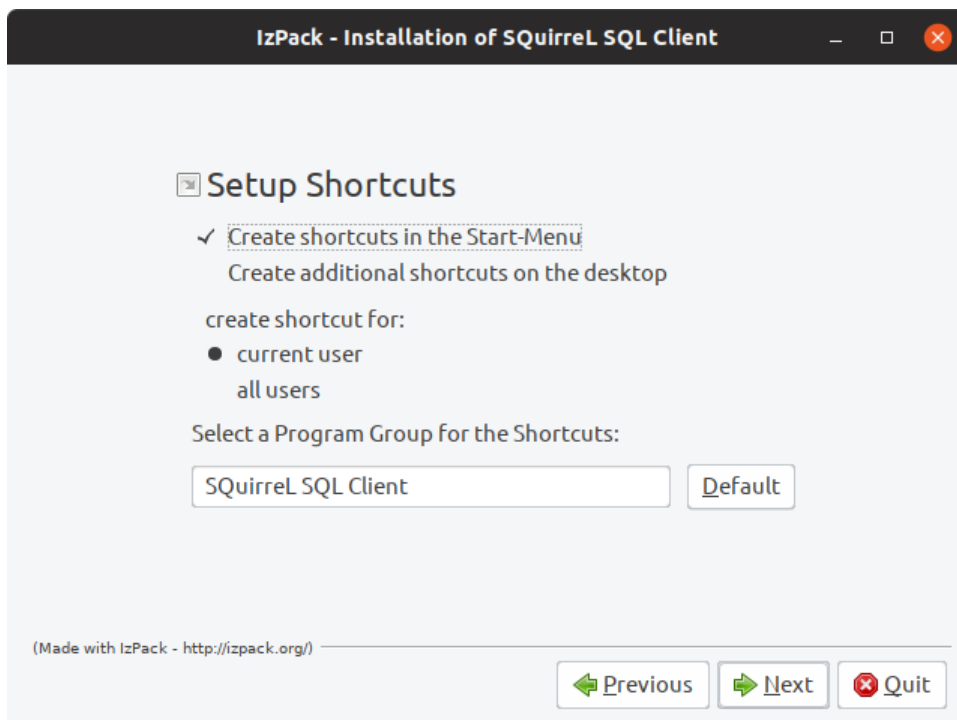 IzPack - Installation of SQuirreL SQL Client
Setup Shortcuts
Create shortcuts in the Start-Menu
Create additional shortcuts on the desktop
create shortcut for:
current user
all users
Select a Program Group for the Shortcuts:
SQuirreL SQL Client Default
(Made with IzPack - http://izpack.org/)
Previous Next Quit